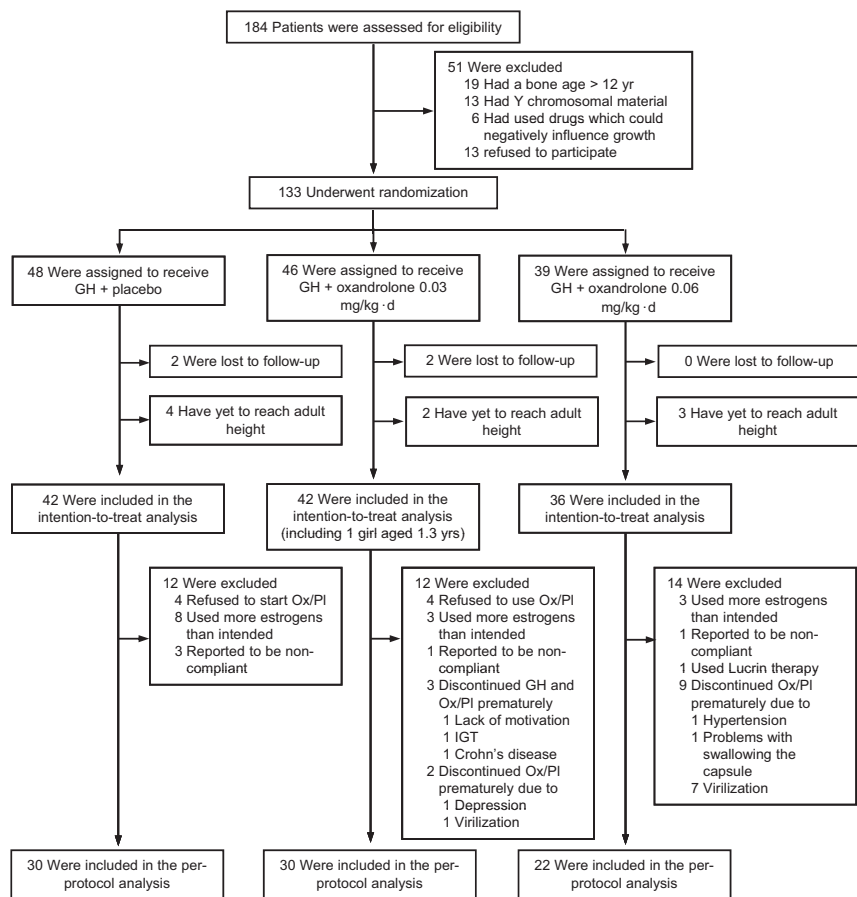 184 Patients were assessed for eligibility
51 Were excluded
19 Had a bone age > 12 yr
13 Had Y chromosomal material
6 Had used drugs which could
negatively influence growth
13 refused to participate
133 Underwent randomization
48 Were assigned to receive
GH + placebo
46 Were assigned to receive
GH + oxandrolone 0.03
mg/kg·d
39 Were assigned to receive
GH + oxandrolone 0.06
mg/kg·d
2 Were lost to follow-up
2 Were lost to follow-up
0 Were lost to follow-up
4 Have yet to reach adult
height
2 Have yet to reach adult
height
3 Have yet to reach adult
height
42 Were included in the
intention-to-treat analysis
42 Were included in the
intention-to-treat analysis
(including 1 girl aged 1.3 yrs)
36 Were included in the
intention-to-treat analysis
12 Were excluded
4 Refused to start Ox/Pl
8 Used more estrogens
than intended
3 Reported to be non-
compliant
12 Were excluded
4 Refused to use Ox/Pl
3 Used more estrogens
than intended
1 Reported to be non-
compliant
3 Discontinued GH and
Ox/Pl prematurely
1 Lack of motivation
1 IGT
1 Crohn's disease
2 Discontinued Ox/Pl
prematurely due to
1 Depression
1 Virilization
14 Were excluded
3 Used more estrogens
than intended
1 Reported to be non-
compliant
1 Used Lucrin therapy
9 Discontinued Ox/Pl
prematurely due to
1 Hypertension
1 Problems with
swallowing the
capsule
7 Virilization
30 Were included in the per-
protocol analysis
30 Were included in the per-
protocol analysis
22 Were included in the per-
protocol analysis